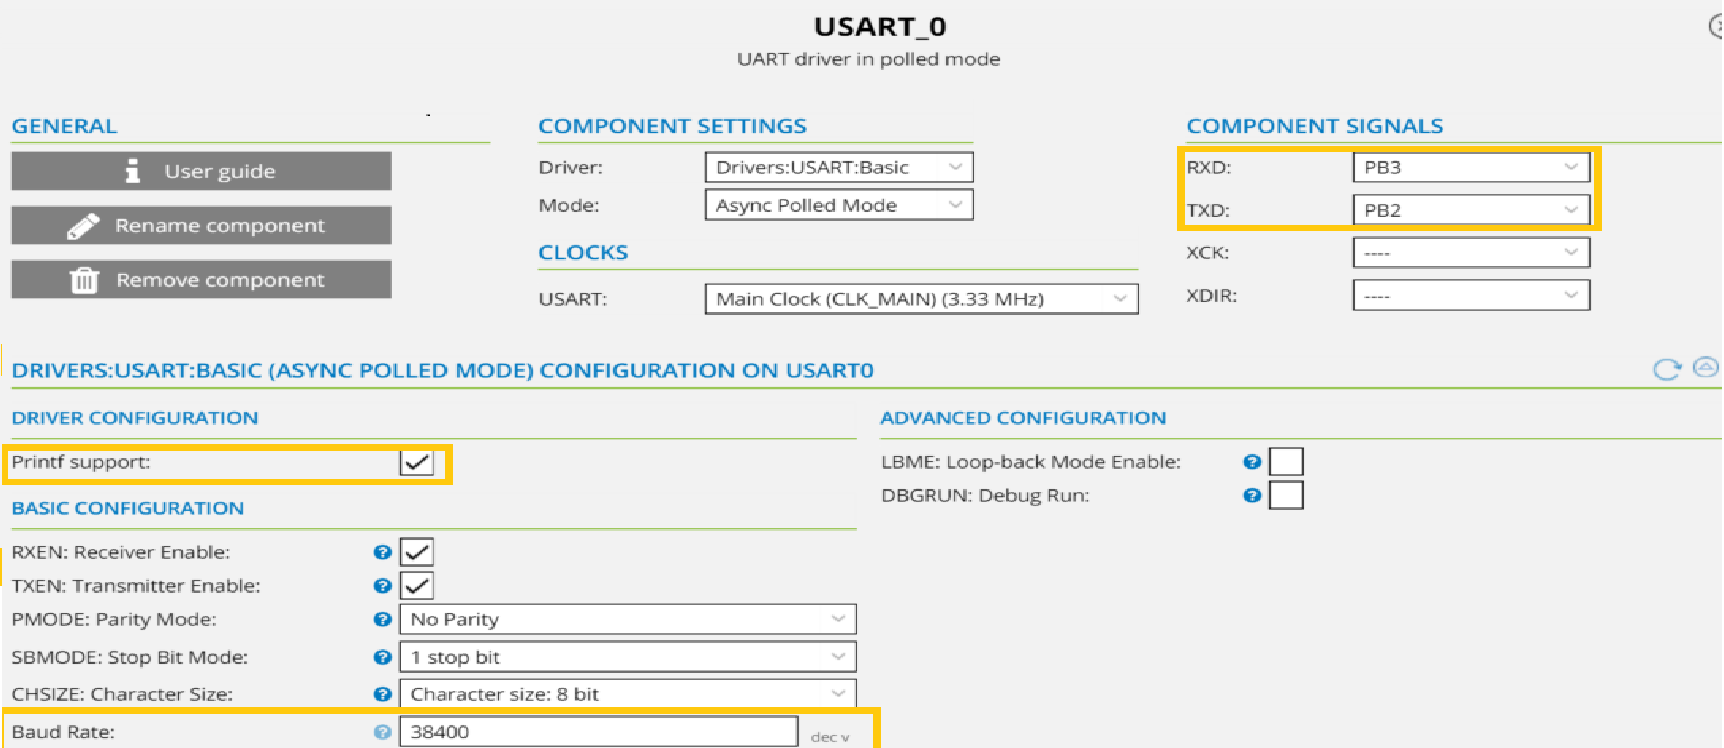 USART_0
UART driver in polled mode
GENERAL
User guide
Rename component
Remove component
COMPONENT SETTINGS
Driver: Drivers:USART:Basic
Mode: Async Polled Mode
CLOCKS
USART: Main Clock (CLK_MAIN) (3.33 MHz)
COMPONENT SIGNALS
RXD: PB3
TXD: PB2
XCK: ----
XDIR: ----
DRIVERS:USART:BASIC (ASYNC POLLED MODE) CONFIGURATION ON USART0
DRIVER CONFIGURATION
Printf support:
BASIC CONFIGURATION
RXEN: Receiver Enable: ?
TXEN: Transmitter Enable: ?
PMODE: Parity Mode: ? No Parity
SBMODE: Stop Bit Mode: ? 1 stop bit
CHSIZE: Character Size: ? Character size: 8 bit
Baud Rate: ? 38400 dec v
ADVANCED CONFIGURATION
LBME: Loop-back Mode Enable: ?
DBGRUN: Debug Run: ?